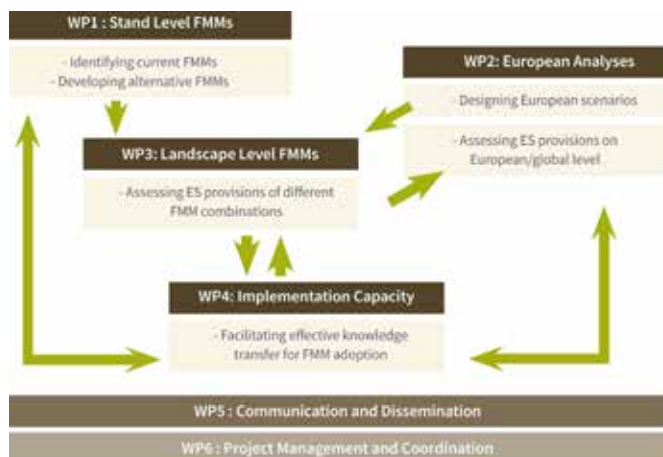 WP1 : Stand Level FMMs
- Identifying current FMMs
- Developing alternative FMMs
WP2: European Analyses
- Designing European scenarios
- Assessing ES provisions on
European/global level
WP3: Landscape Level FMMs
- Assessing ES provisions of different
FMM combinations
WP4: Implementation Capacity
- Facilitating effective knowledge
transfer for FMM adoption
WP5 : Communication and Dissemination
WP6 : Project Management and Coordination